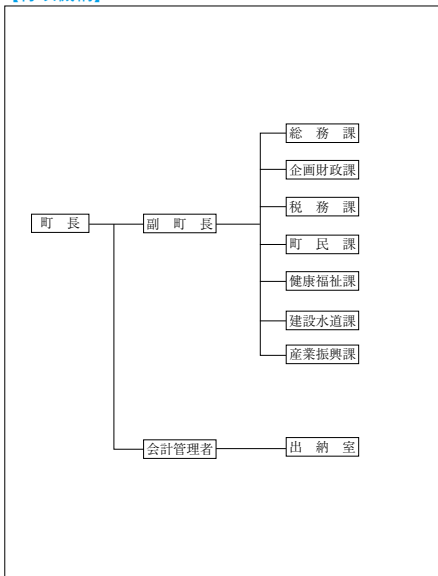 総務課
企画財政課
税務課
町長
副町長
町民課
健康福祉課
建設水道課
産業振興課
会計管理者
出納室